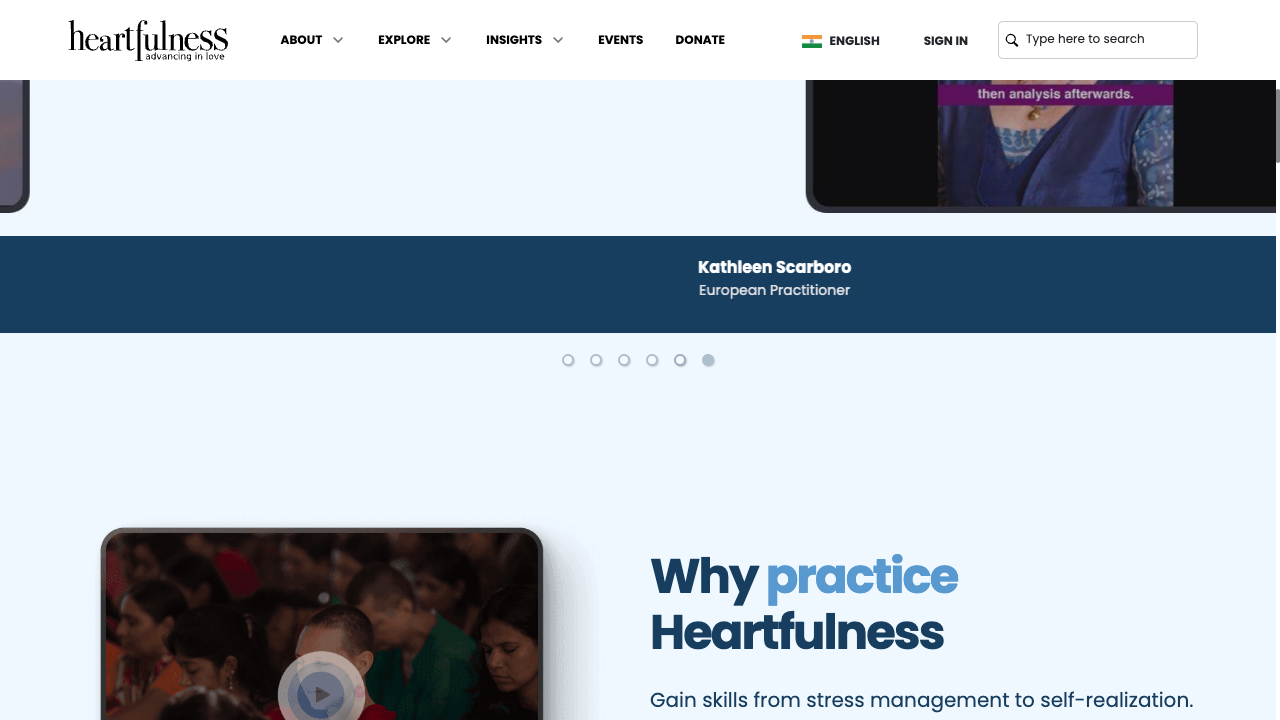 heartfulness
advancing in love
ABOUT
EXPLORE
INSIGHTS
EVENTS
DONATE
ENGLISH
SIGN IN
Type here to search
then analysis afterwards.
Kathleen Scarboro
European Practitioner
Why practice
Heartfulness
Gain skills from stress management to self-realization.